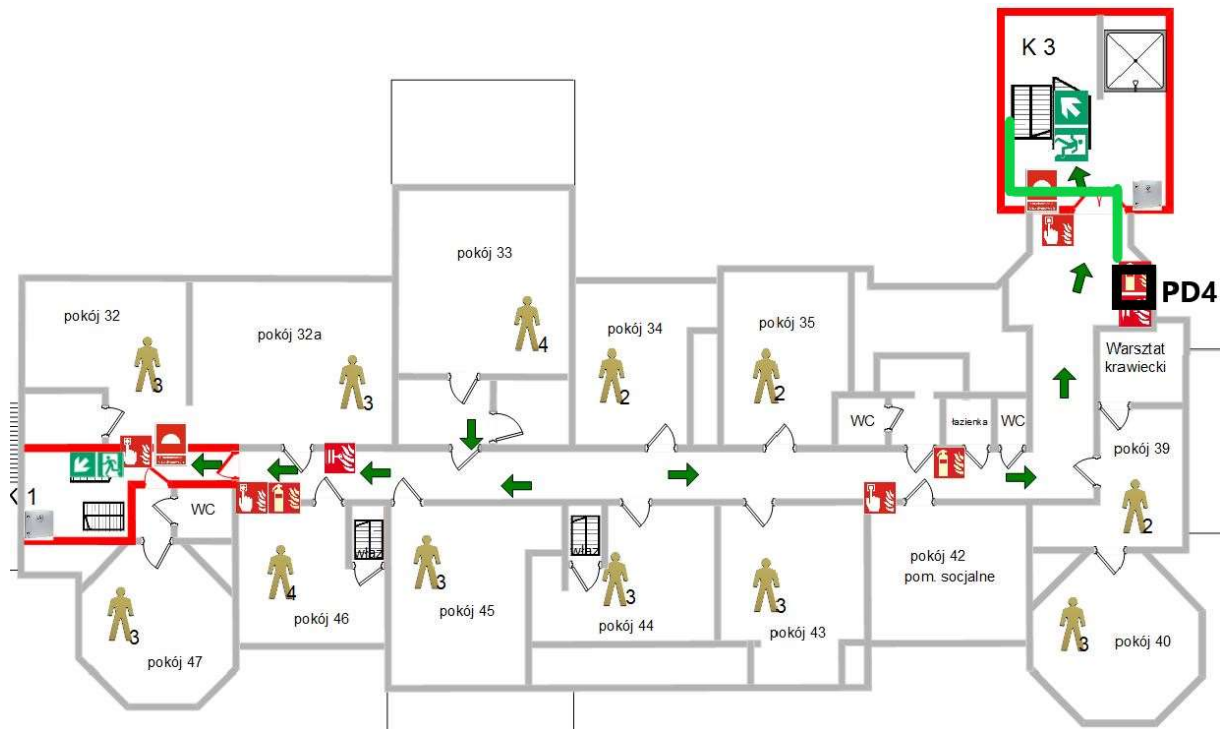 K 3
pokój 33
PD4
pokój 32
pokój 32a
pokój 34
pokój 35
4
Warsztat
krawiecki
3
3
2
2
WC
łazienka
WC
pokój 39
1
WC
2
właz
właz
pokój 42
pom. socjalne
4
3
3
3
3
pokój 46
pokój 45
pokój 44
pokój 43
3
pokój 40
pokój 47